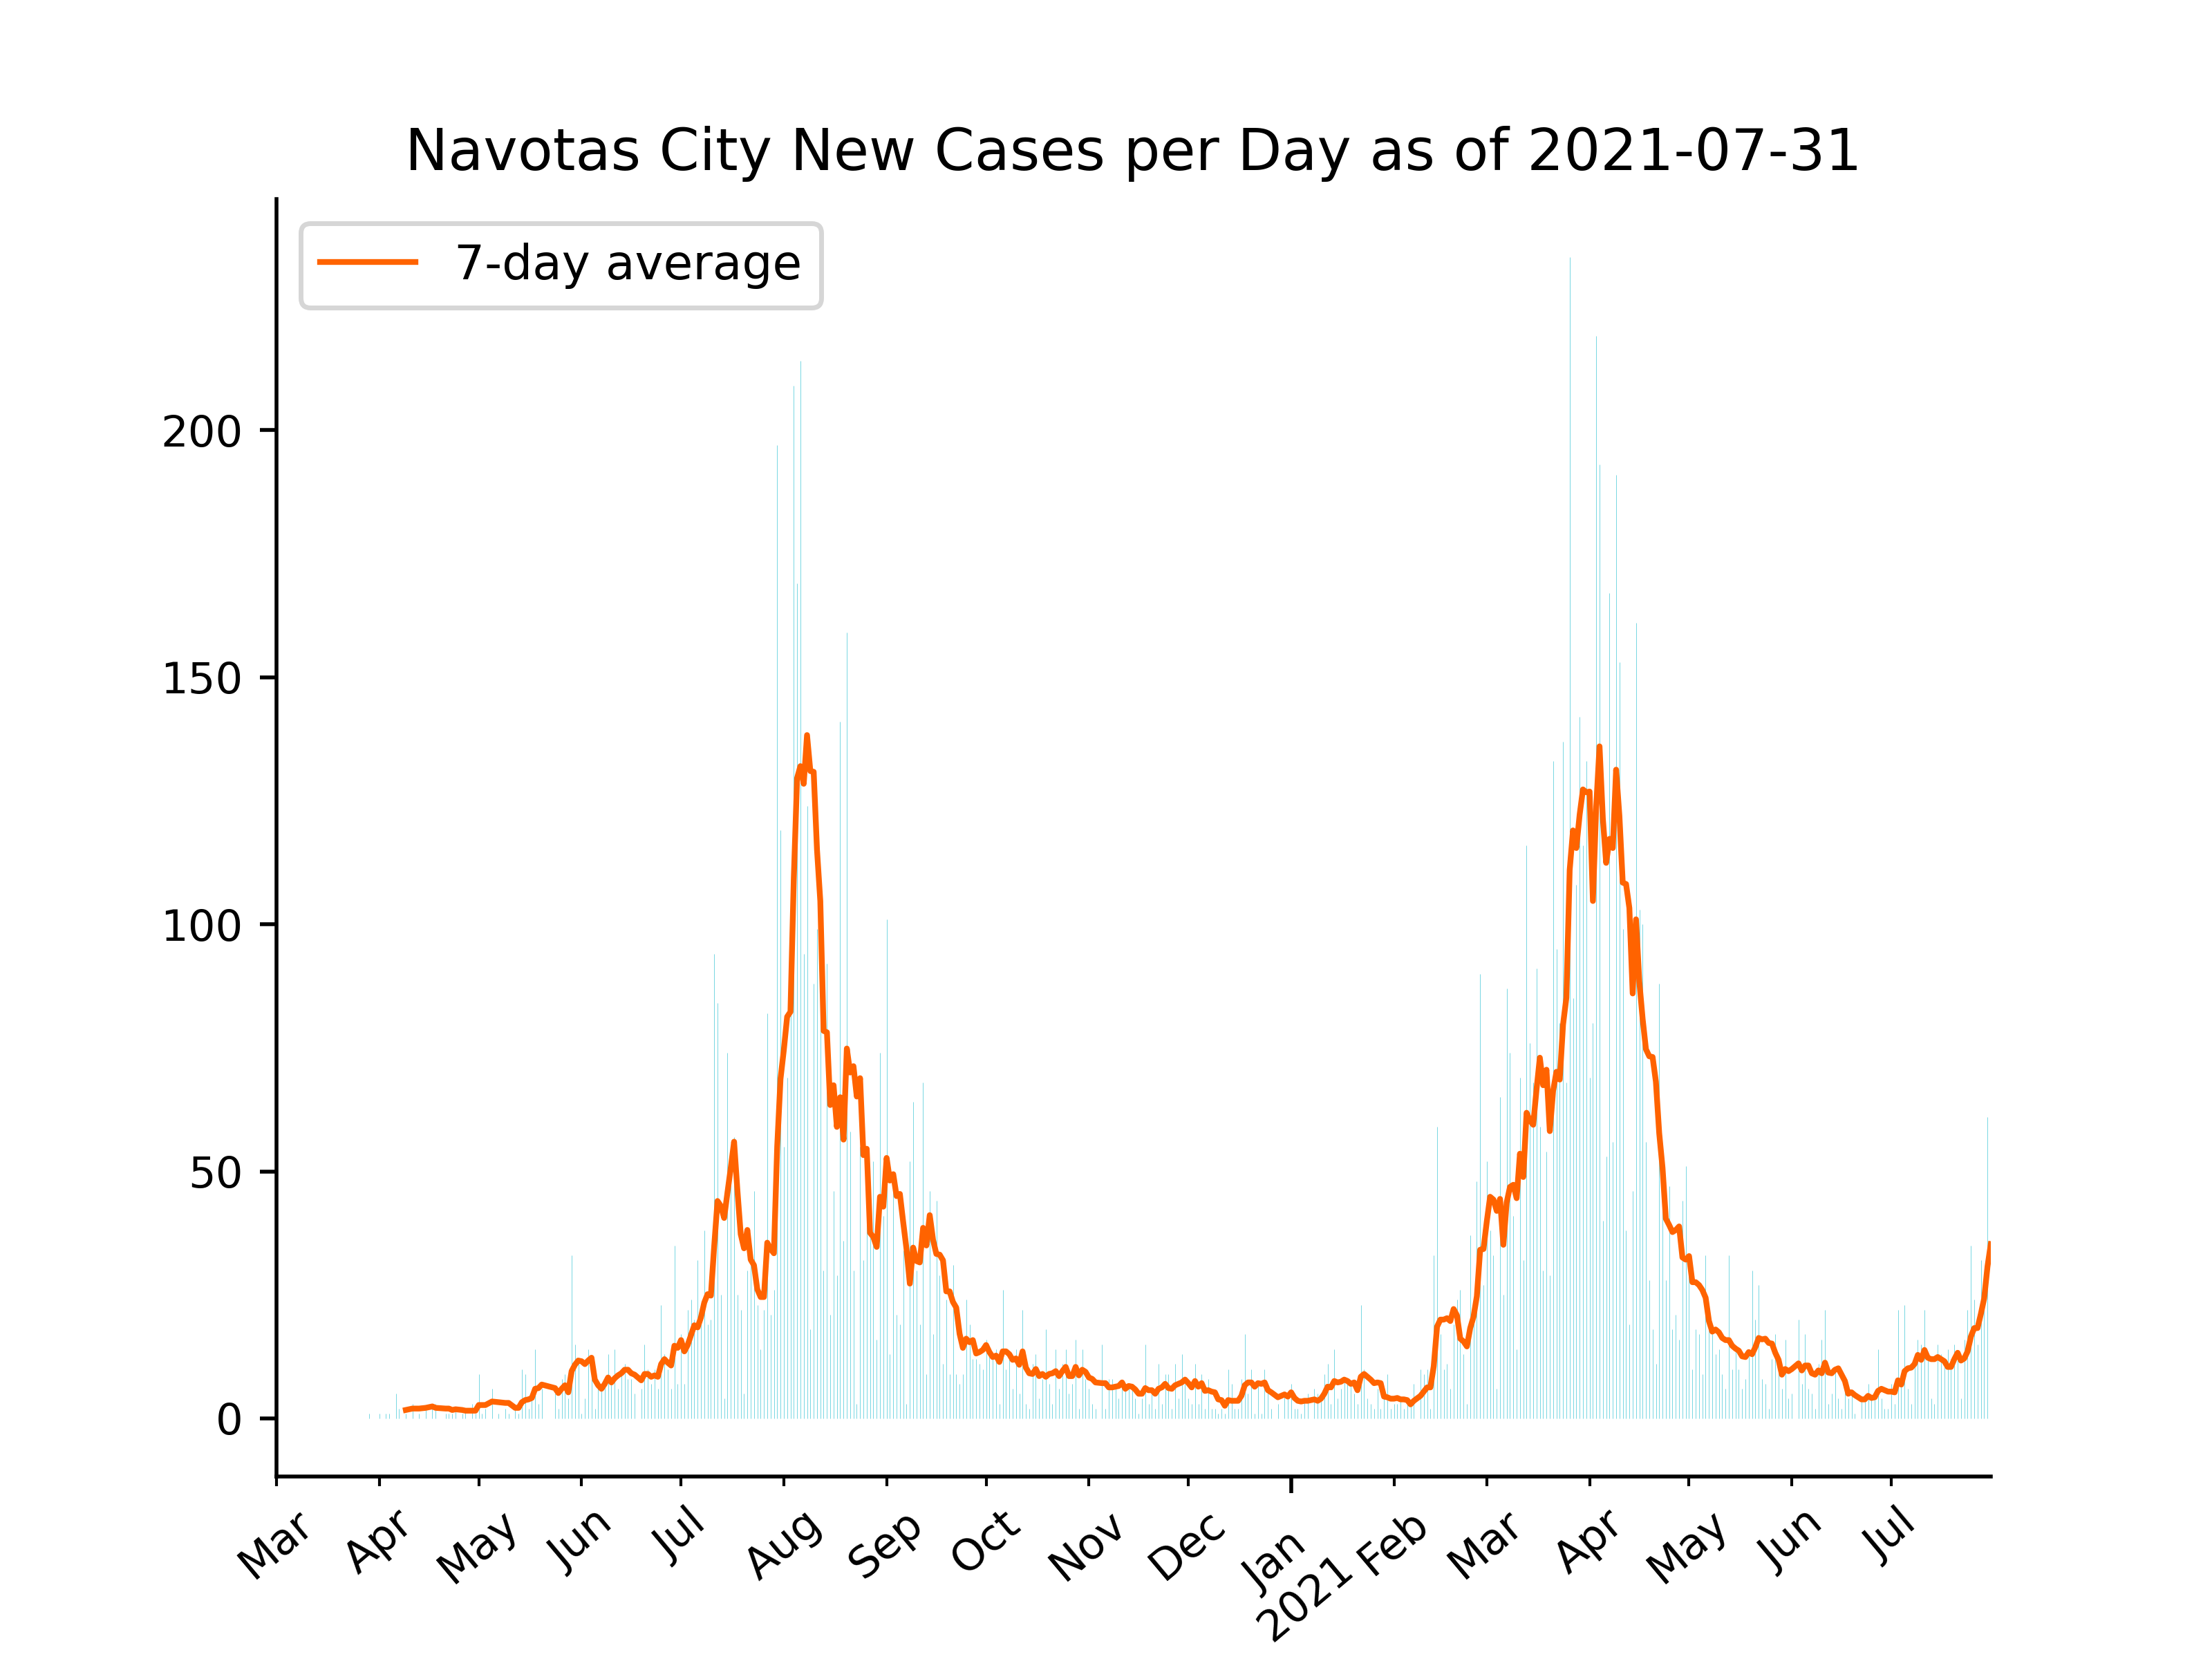 Navotas City New Cases per Day as of 2021-07-31
7-day average
200
150
100
50
0
Mar
Apr
May
Jun
Jul
Aug
Sep
Oct
Nov
Dec
Jan
2021
Feb
Mar
Apr
May
Jun
Jul